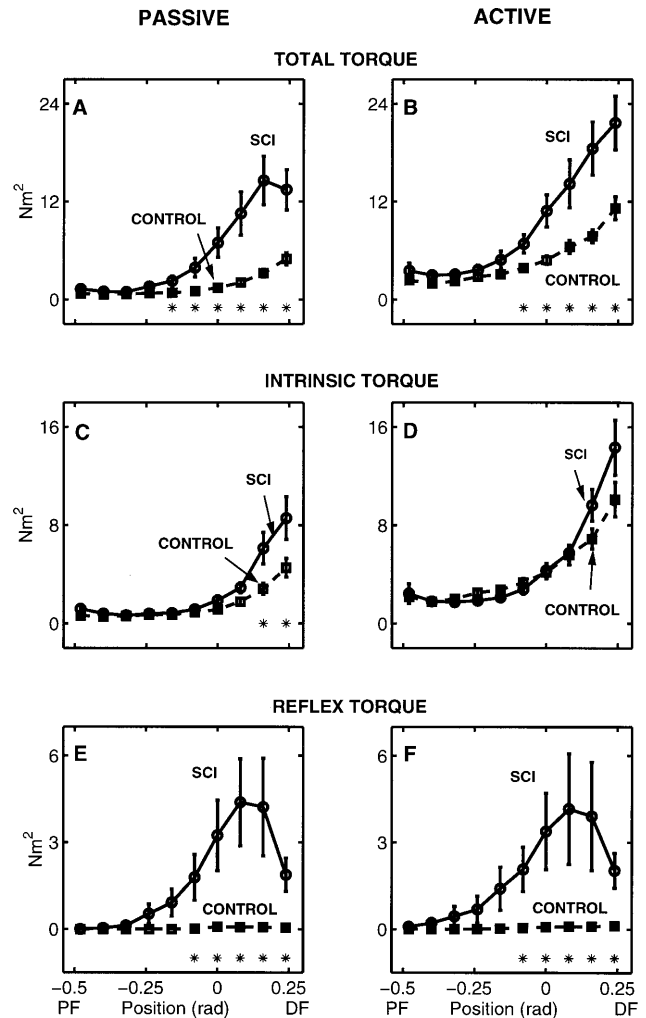 PASSIVE ACTIVE
TOTAL TORQUE
A B
24 24
SCI SCI
Nm2
12 12
CONTROL CONTROL
0 0
* * * * * * * * * * *
INTRINSIC TORQUE
C D
16 16
SCI SCI
Nm2
8 8
CONTROL CONTROL
0 0
* *
REFLEX TORQUE
E F
6 6
SCI SCI
Nm2
3 3
CONTROL CONTROL
0 0
* * * * * * * * * *
−0.5 −0.25 0 0.25 −0.5 −0.25 0 0.25
PF Position (rad) DF PF Position (rad) DF